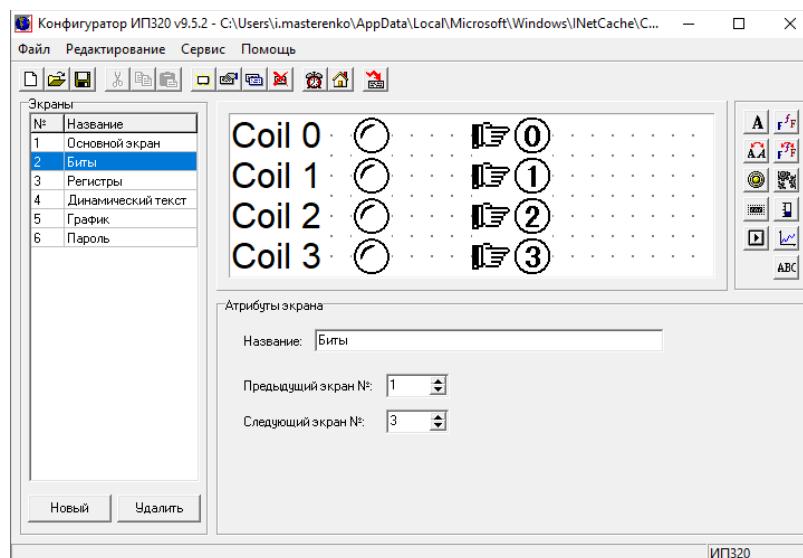 Конфигуратор ИП320 v9.5.2 - C:\Users\i.masterenko\AppData\Local\Microsoft\Windows\INetCache\C...
Файл Редактирование Сервис Помощь
Экраны
№ Название
1 Основной экран
2 Биты
3 Регистры
4 Динамический текст
5 График
6 Пароль
Новый Удалить
Coil 0 0
Coil 1 1
Coil 2 2
Coil 3 3
A FfF
AA F F
ABC
Атрибуты экрана
Название: Биты
Предыдущий экран №: 1
Следующий экран №: 3
ИП320